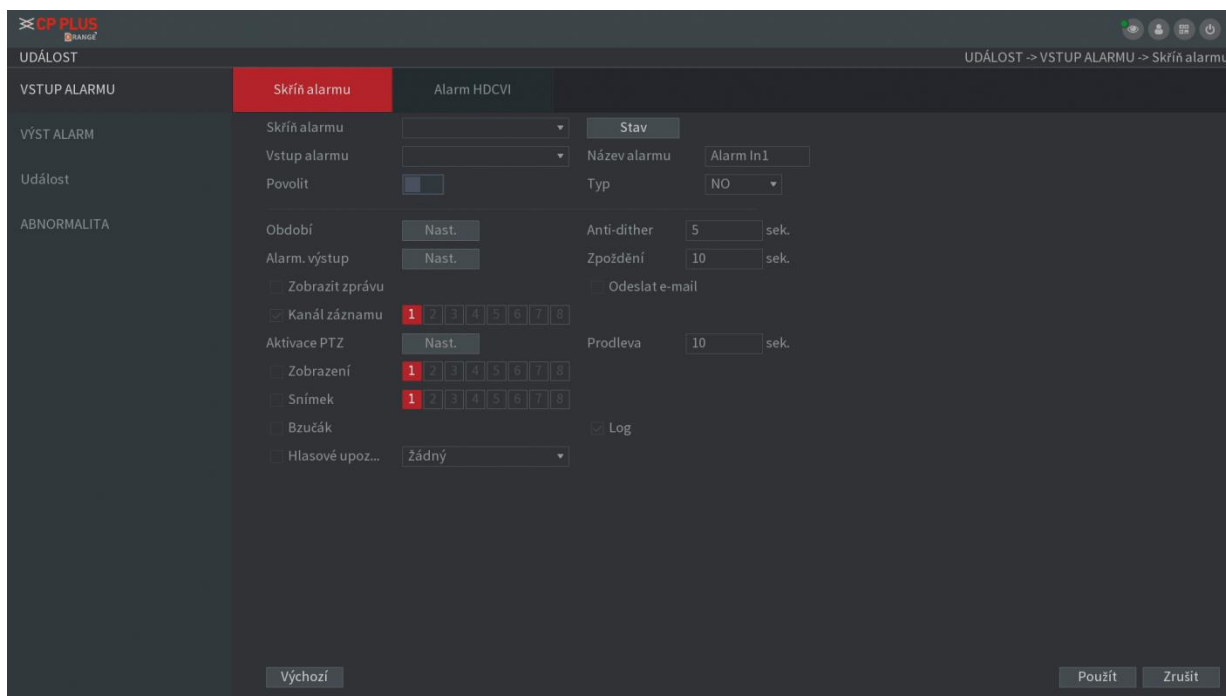 CP PLUS
ORANGE
UDÁLOST
UDÁLOST -> VSTUP ALARMU -> Skříň alarmu
VSTUP ALARMU
Skříň alarmu
Alarm HDCVI
VÝST ALARM
Událost
ABNORMALITA
Skříň alarmu
Stav
Vstup alarmu
Název alarmu Alarm In1
Povolit
Typ NO
Období Nast.
Anti-dither 5 sek.
Alarm. výstup Nast.
Zpoždění 10 sek.
Zobrazit zprávu
Odeslat e-mail
Kanál záznamu 1 2 3 4 5 6 7 8
Aktivace PTZ Nast.
Prodleva 10 sek.
Zobrazení 1 2 3 4 5 6 7 8
Snímek 1 2 3 4 5 6 7 8
Bzučák
Log
Hlasové upoz... Žádný
Výchozí
Použít
Zrušit